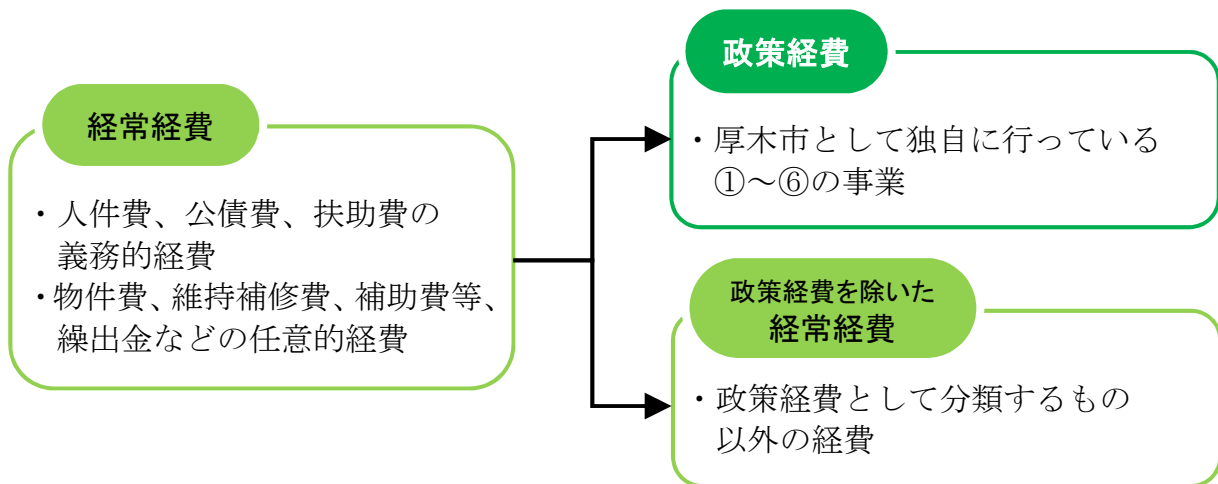 経常経費
・人件費、公債費、扶助費の
義務的経費
・物件費、維持補修費、補助費等、
繰出金などの任意的経費
政策経費
・厚木市として独自に行っている
①～⑥の事業
政策経費を除いた
経常経費
・政策経費として分類するもの
以外の経費